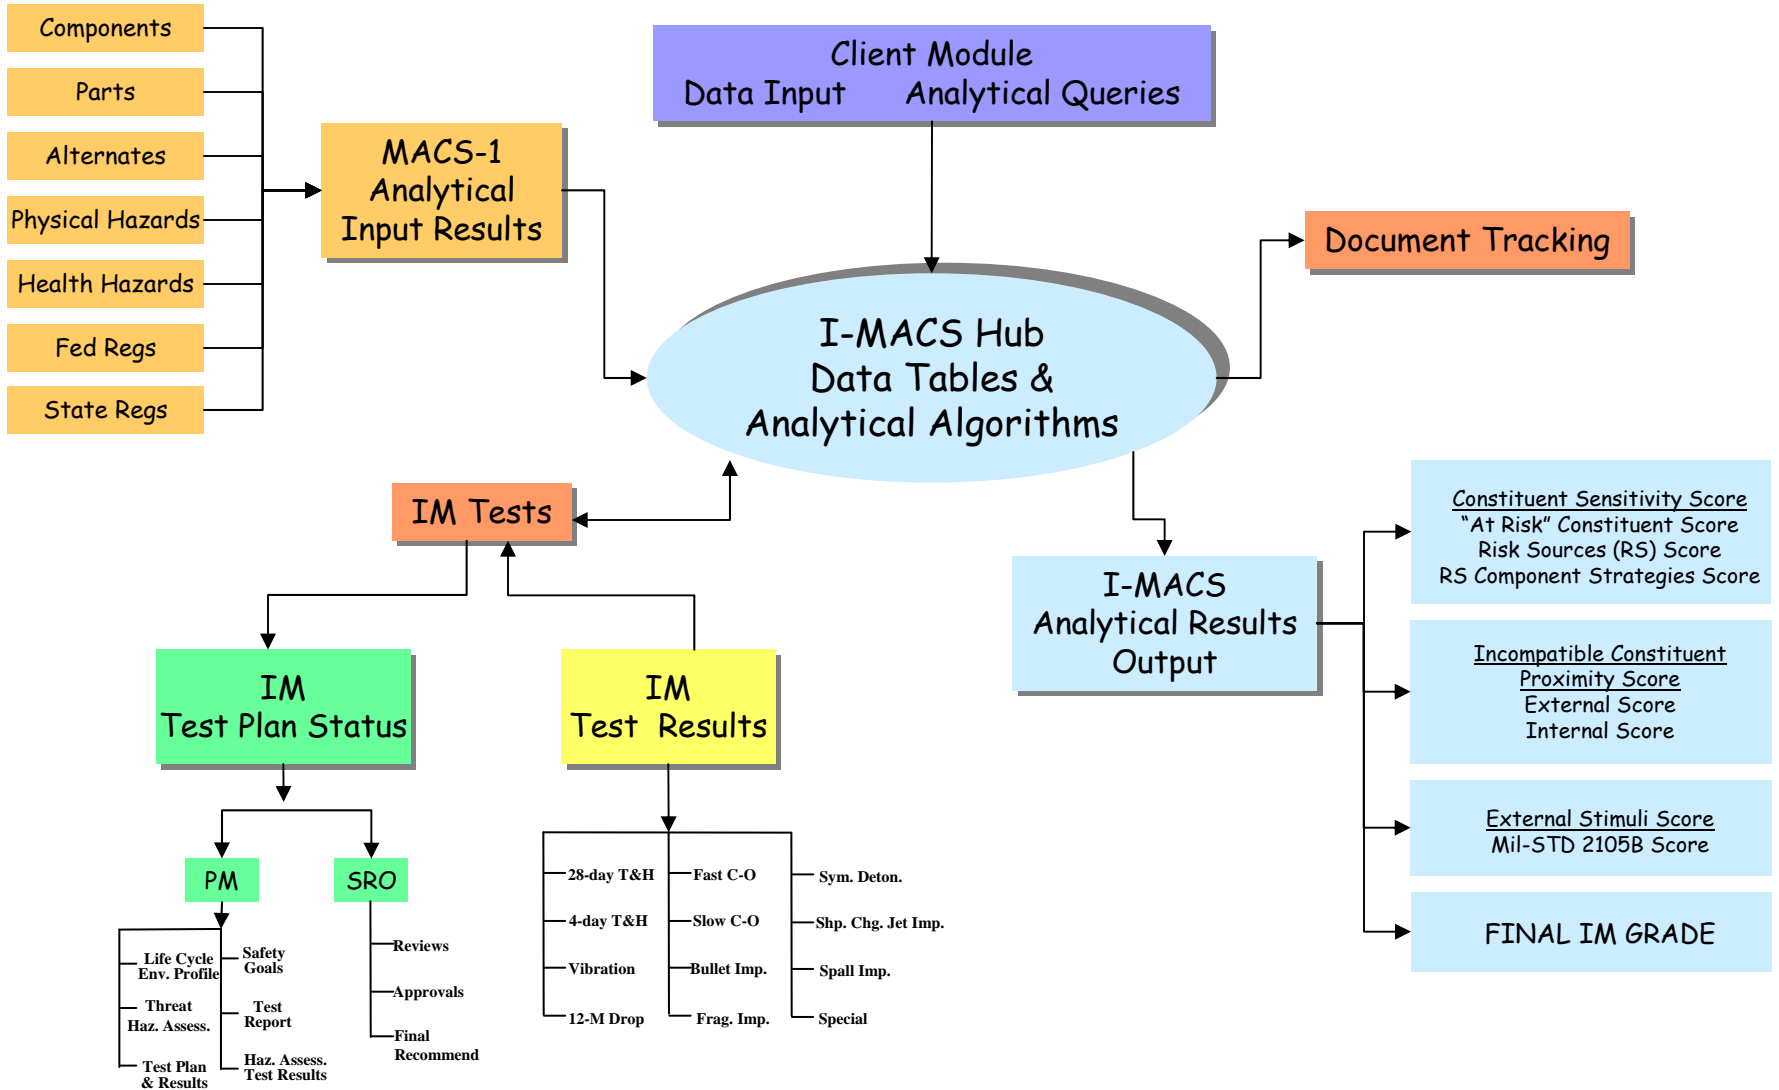 Components
Parts
Alternates
Physical Hazards
Health Hazards
Fed Regs
State Regs
MACS-1
Analytical
Input Results
Client Module
Data Input Analytical Queries
Document Tracking
I-MACS Hub
Data Tables &
Analytical Algorithms
IM Tests
IM
Test Plan Status
IM
Test Results
PM
SRO
Life Cycle
Env. Profile
Threat
Haz. Assess.
Test Plan
& Results
Safety
Goals
Test
Report
Haz. Assess.
Test Results
Reviews
Approvals
Final
Recommend
28-day T&H
4-day T&H
Vibration
12-M Drop
Fast C-O
Slow C-O
Bullet Imp.
Frag. Imp.
Sym. Deton.
Shp. Chg. Jet Imp.
Spall Imp.
Special
I-MACS
Analytical Results
Output
Constituent Sensitivity Score
“At Risk” Constituent Score
Risk Sources (RS) Score
RS Component Strategies Score
Incompatible Constituent
Proximity Score
External Score
Internal Score
External Stimuli Score
Mil-STD 2105B Score
FINAL IM GRADE